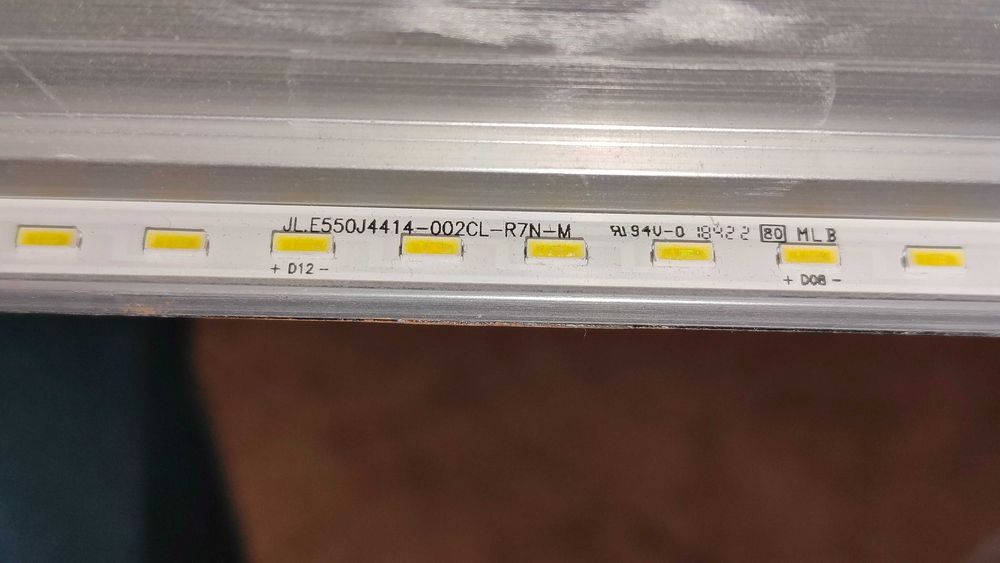 JL.E550J4414-002CL-R7N-M 94V-0 18422 80 MLB
+ D12 - + D08 -